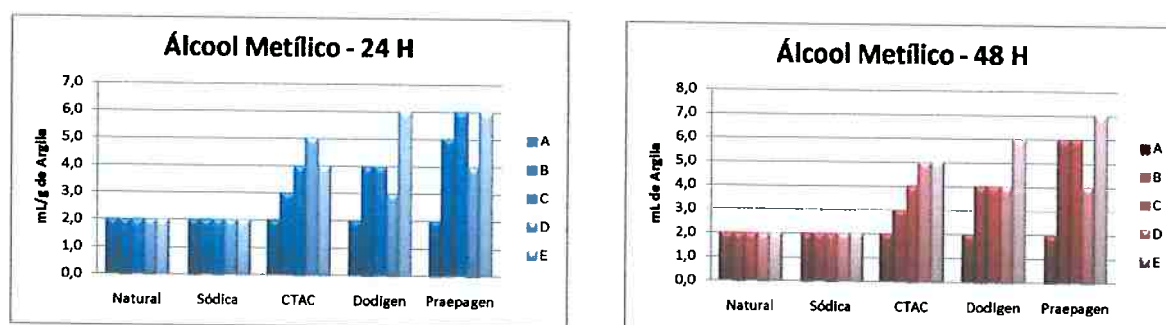 Álcool Metílico - 24 H
7,0
6,0
5,0
4,0
3,0
2,0
1,0
0,0
mL/g de Argila
Natural
Sódica
CTAC
Dodigen
Praepagen
A
B
C
D
E
Álcool Metílico - 48 H
8,0
7,0
6,0
5,0
4,0
3,0
2,0
1,0
0,0
mL de Argila
Natural
Sódica
CTAC
Dodigen
Praepagen
A
B
C
D
E